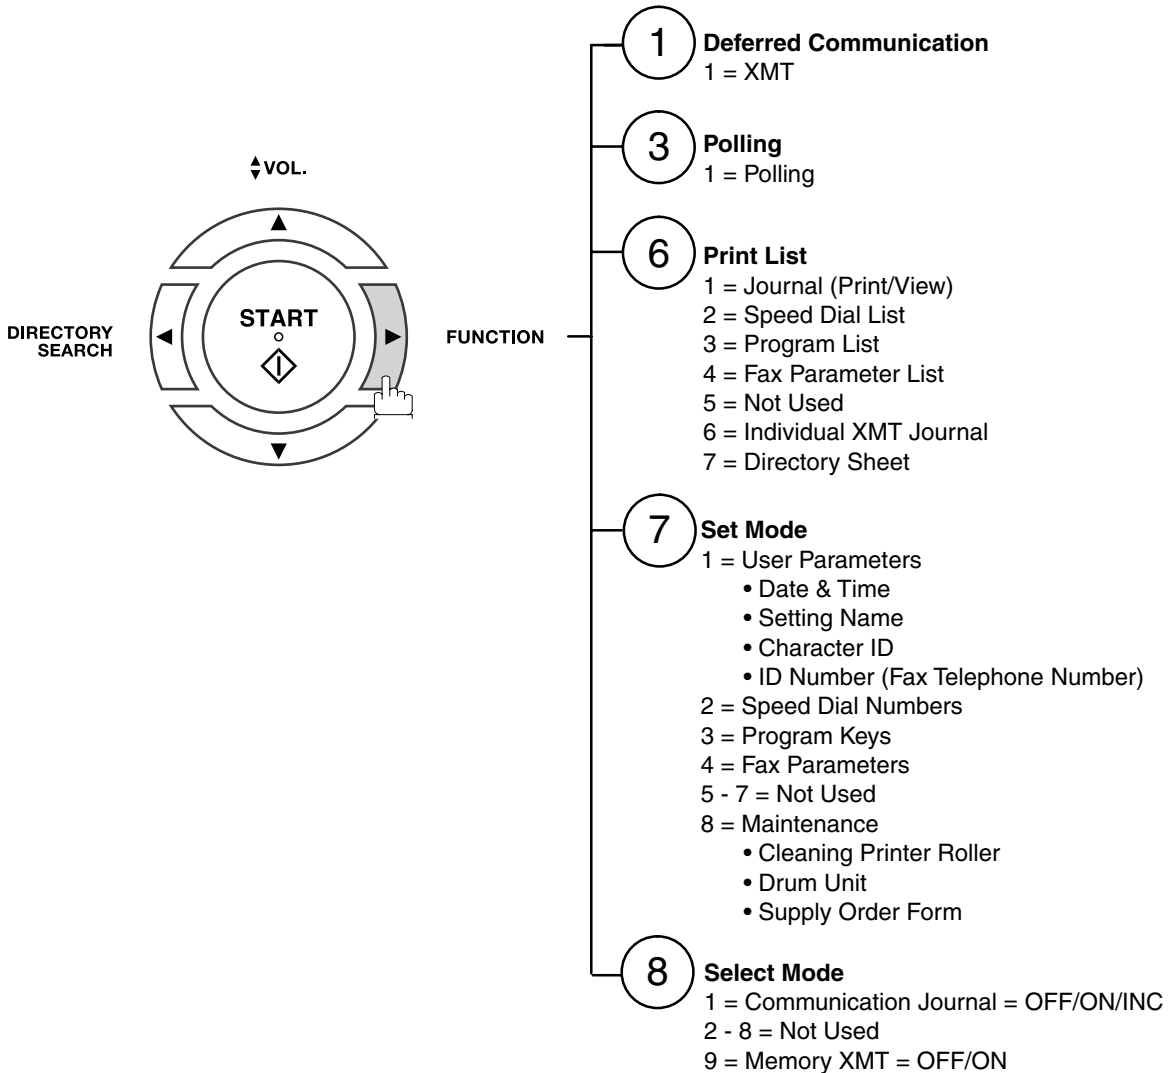 VOL.
DIRECTORY
SEARCH
START
FUNCTION
1
Deferred Communication
1 = XMT
3
Polling
1 = Polling
6
Print List
1 = Journal (Print/View)
2 = Speed Dial List
3 = Program List
4 = Fax Parameter List
5 = Not Used
6 = Individual XMT Journal
7 = Directory Sheet
7
Set Mode
1 = User Parameters
• Date & Time
• Setting Name
• Character ID
• ID Number (Fax Telephone Number)
2 = Speed Dial Numbers
3 = Program Keys
4 = Fax Parameters
5 - 7 = Not Used
8 = Maintenance
• Cleaning Printer Roller
• Drum Unit
• Supply Order Form
8
Select Mode
1 = Communication Journal = OFF/ON/INC
2 - 8 = Not Used
9 = Memory XMT = OFF/ON